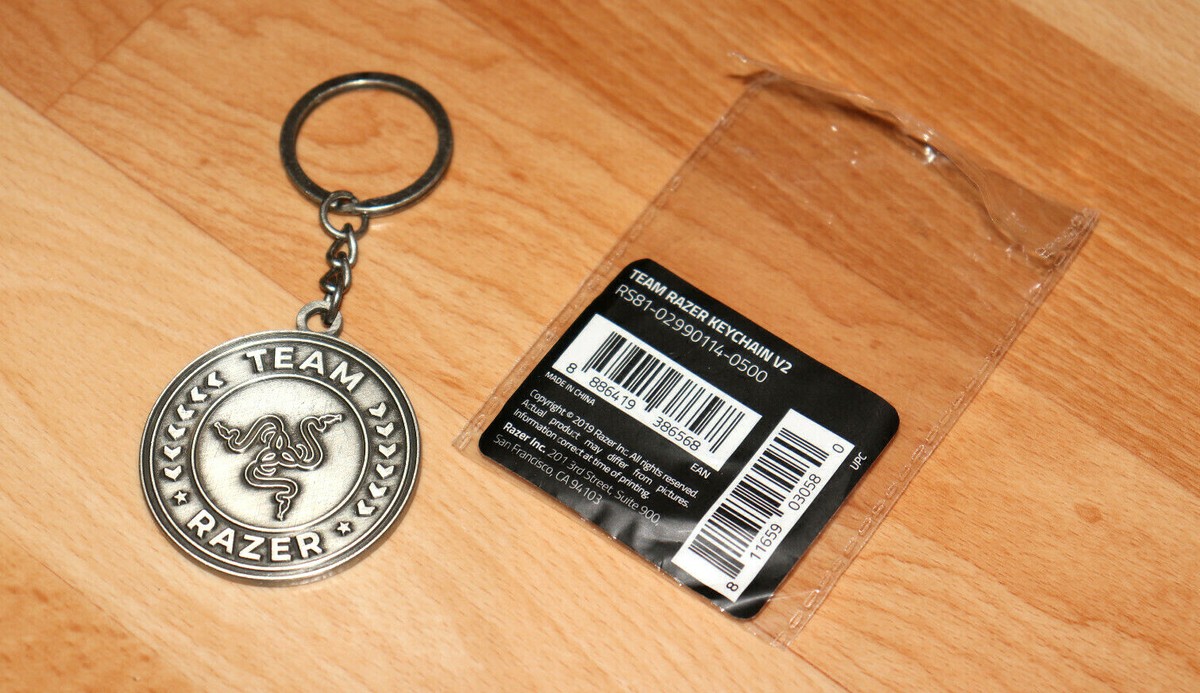 TEAM
RAZER
TEAM RAZER KEYCHAIN V2
RS81-02990114-0500
8 886419 386568
EAN
MADE IN CHINA
Copyright © 2019 Razer Inc. All rights reserved.
Actual product may differ from pictures.
Information correct at time of printing.
Razer Inc. 201 3rd Street, Suite 900,
San Francisco, CA 94103
8 11659 03058 0
UPC